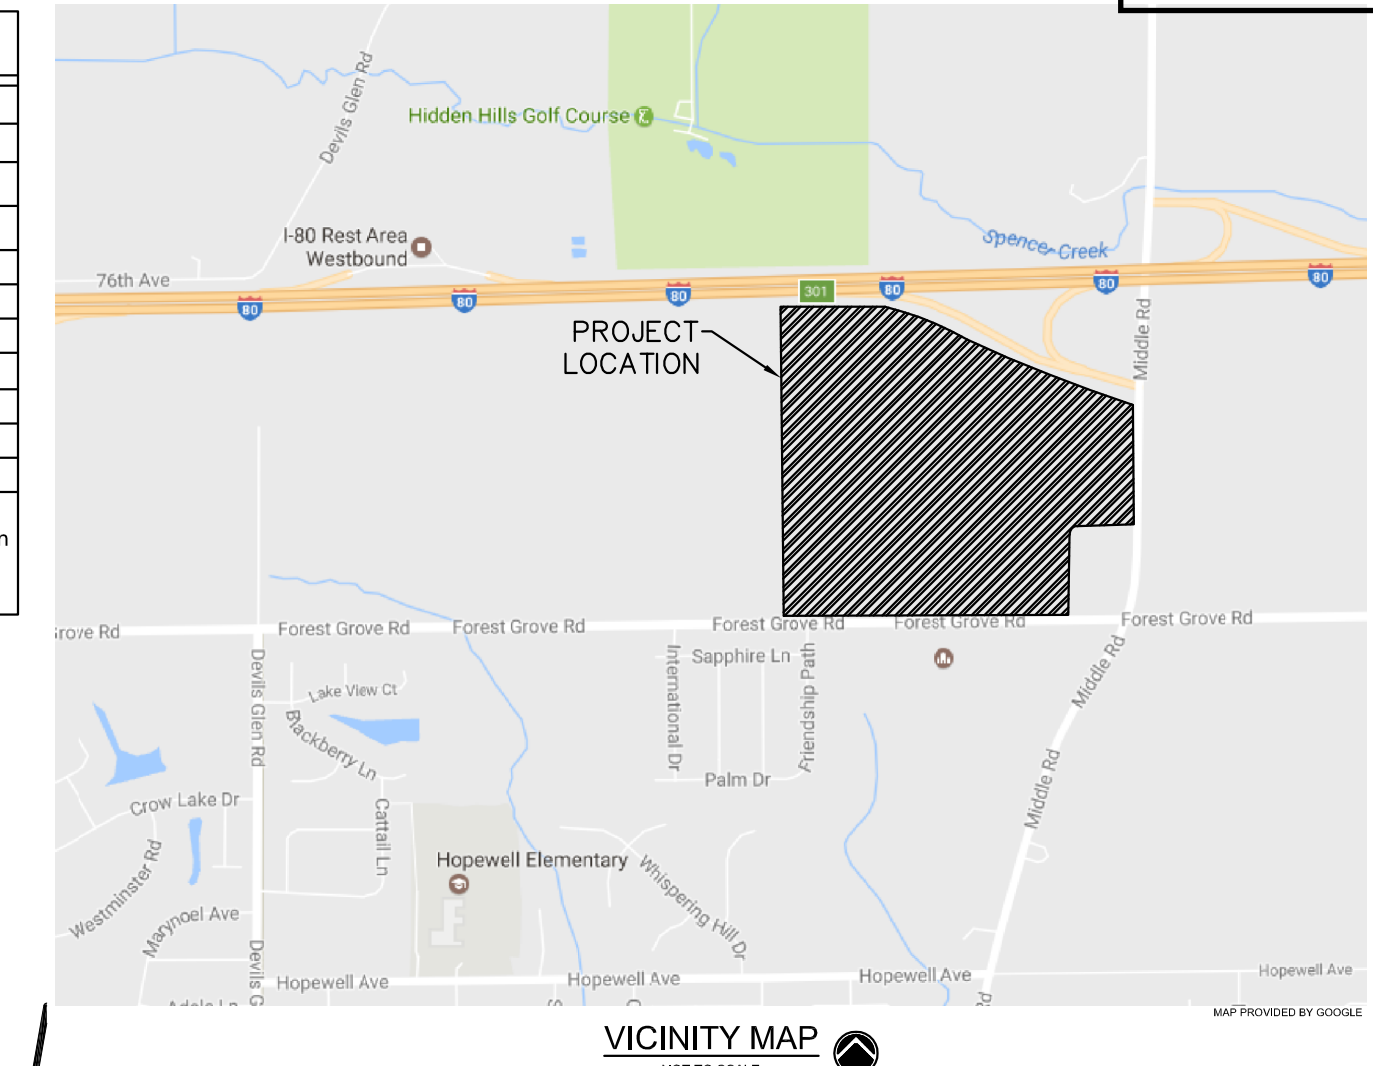 Devils Glen Rd
Hidden Hills Golf Course
I-80 Rest Area
Westbound
Spencer Creek
76th Ave
80
80
80
301
80
80
80
PROJECT
LOCATION
Middle Rd
n
Grove Rd
Forest Grove Rd
Forest Grove Rd
Forest Grove Rd
Forest Grove Rd
Forest Grove Rd
Devils Glen Rd
Lake View Ct
Blackberry Ln
International Dr
Sapphire Ln
Friendship Path
Middle Rd
Palm Dr
Middle Rd
Crow Lake Dr
Cattail Ln
Westminster Rd
Hopewell Elementary
Whispering Hill Dr
Marynoel Ave
Devils G
Hopewell Ave
Hopewell Ave
Hopewell Ave
Hopewell Ave
Rd
MAP PROVIDED BY GOOGLE
VICINITY MAP